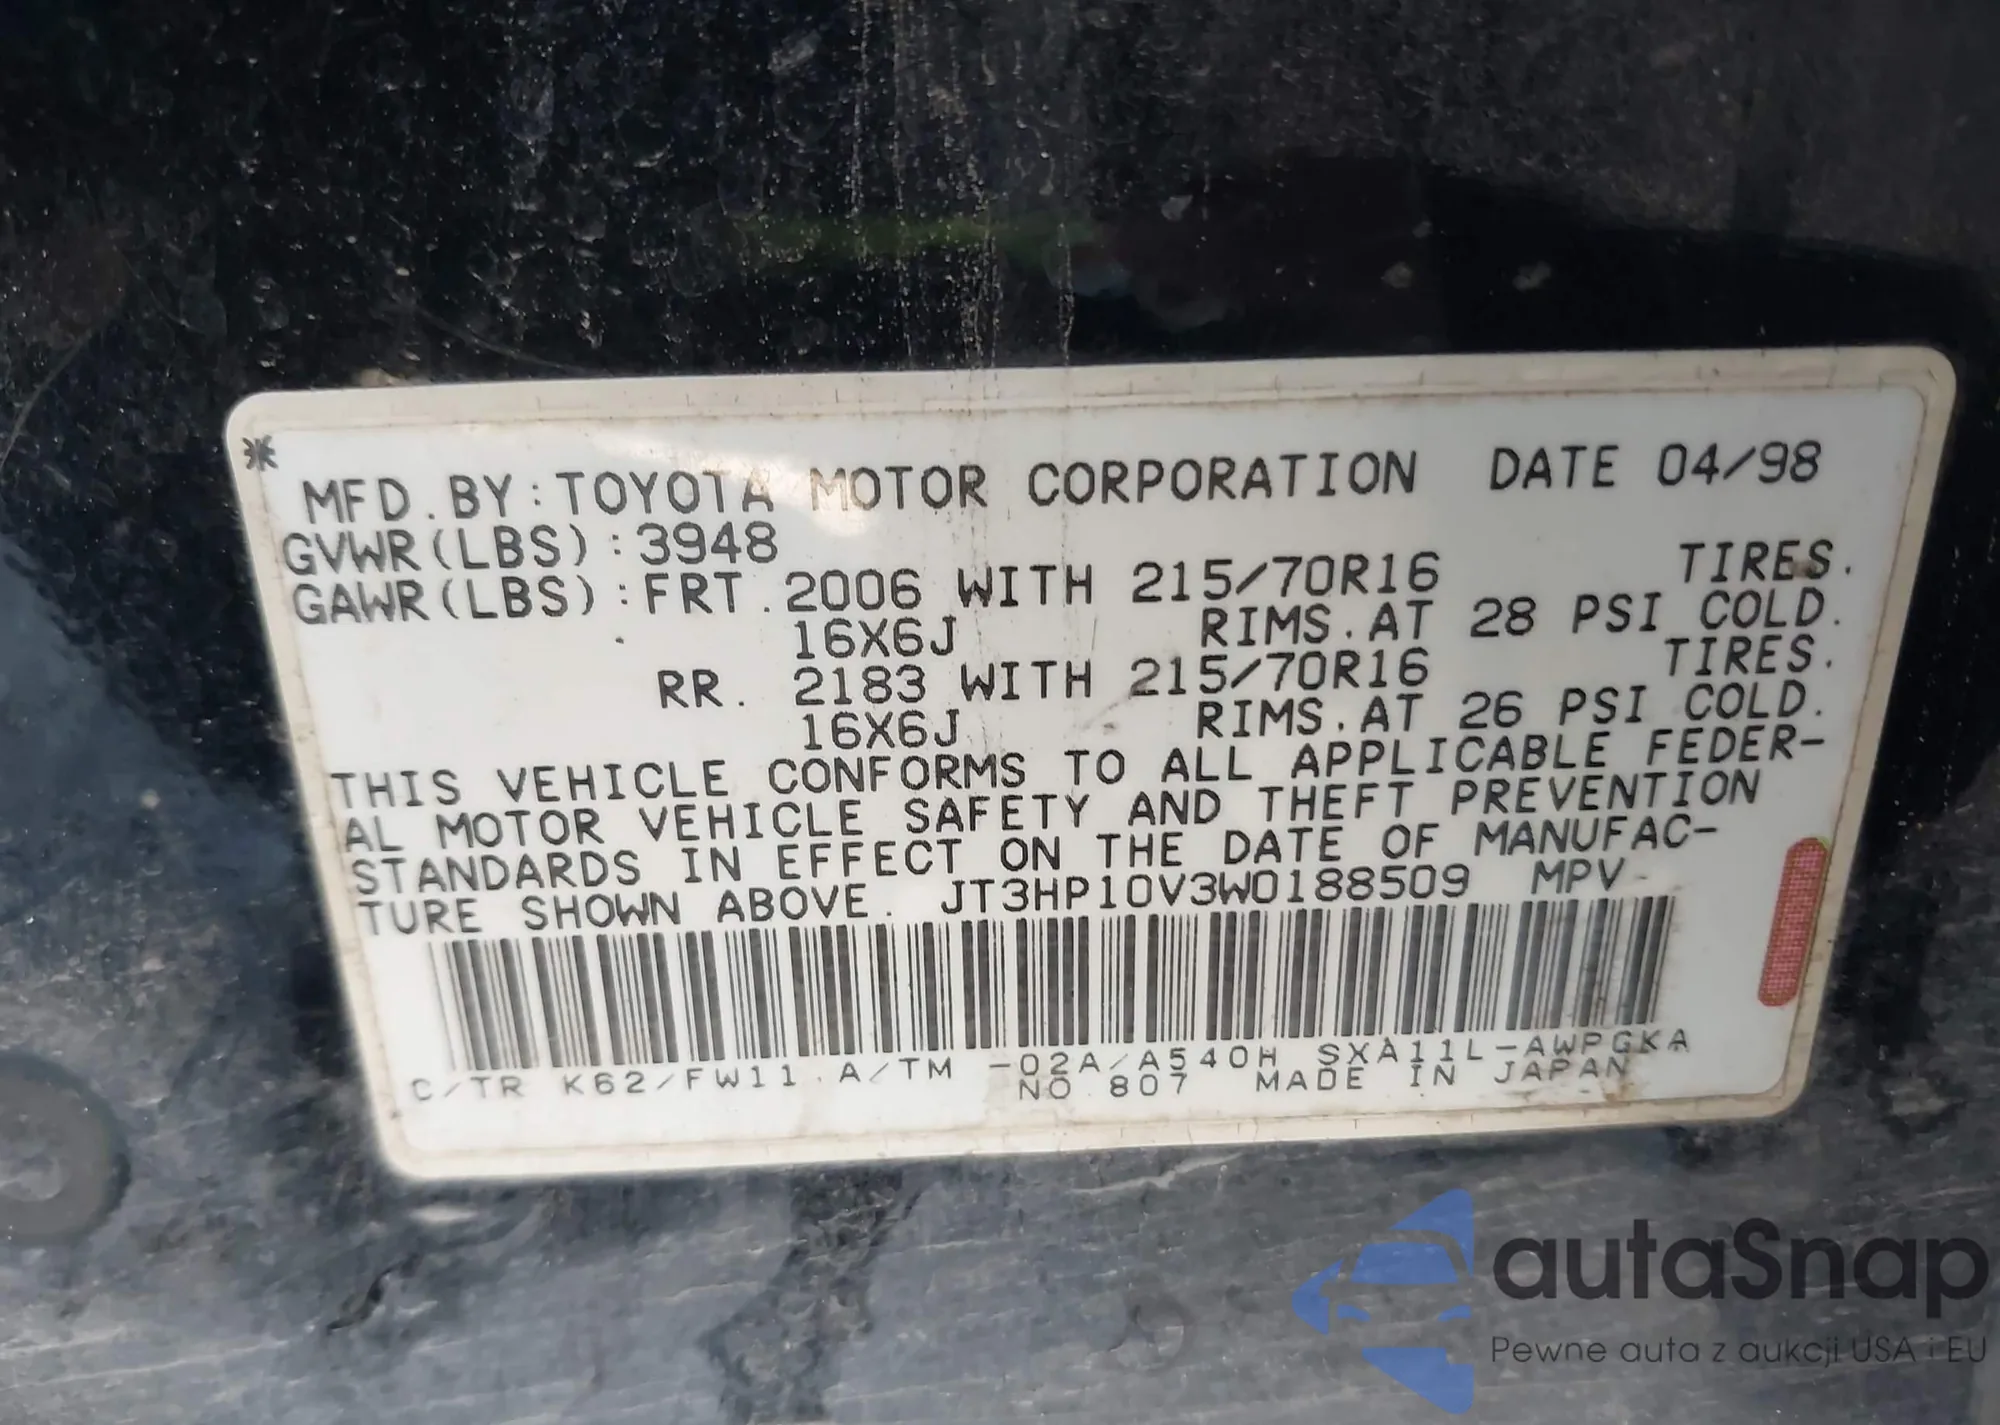 *
MFD.BY:TOYOTA MOTOR CORPORATION DATE 04/98
GVWR(LBS):3948
GAWR(LBS):FRT.2006 WITH 215/70R16 TIRES.
16X6J RIMS.AT 28 PSI COLD.
RR. 2183 WITH 215/70R16 TIRES.
16X6J RIMS.AT 26 PSI COLD.
THIS VEHICLE CONFORMS TO ALL APPLICABLE FEDER-
AL MOTOR VEHICLE SAFETY AND THEFT PREVENTION
STANDARDS IN EFFECT ON THE DATE OF MANUFAC-
TURE SHOWN ABOVE. JT3HP10V3W0188509 MPV
C/TR K62/FW11.A/TM -02A/A540H SXA11L-AWPGKA
NO.807 MADE IN JAPAN
autoSnap
Pewne auta z aukcji USA i EU